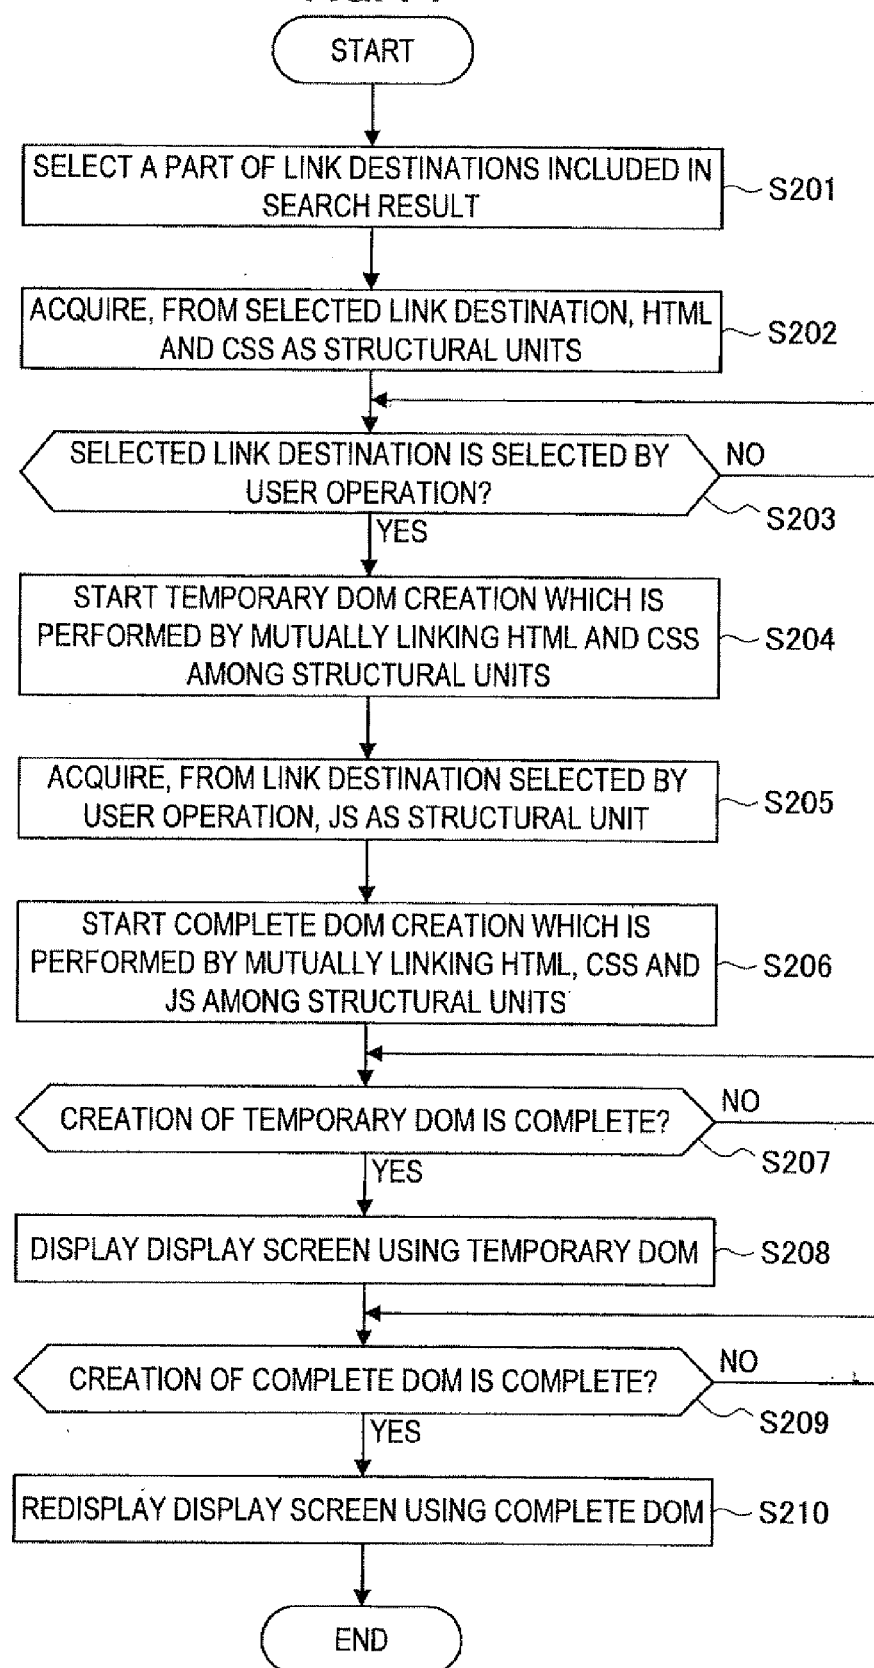 START
SELECT A PART OF LINK DESTINATIONS INCLUDED IN
SEARCH RESULT
S201
ACQUIRE, FROM SELECTED LINK DESTINATION, HTML
AND CSS AS STRUCTURAL UNITS
S202
SELECTED LINK DESTINATION IS SELECTED BY
USER OPERATION?
NO
S203
YES
START TEMPORARY DOM CREATION WHICH IS
PERFORMED BY MUTUALLY LINKING HTML AND CSS
AMONG STRUCTURAL UNITS
S204
ACQUIRE, FROM LINK DESTINATION SELECTED BY
USER OPERATION, JS AS STRUCTURAL UNIT
S205
START COMPLETE DOM CREATION WHICH IS
PERFORMED BY MUTUALLY LINKING HTML, CSS AND
JS AMONG STRUCTURAL UNITS
S206
CREATION OF TEMPORARY DOM IS COMPLETE?
NO
S207
YES
DISPLAY DISPLAY SCREEN USING TEMPORARY DOM
S208
CREATION OF COMPLETE DOM IS COMPLETE?
NO
S209
YES
REDISPLAY DISPLAY SCREEN USING COMPLETE DOM
S210
END